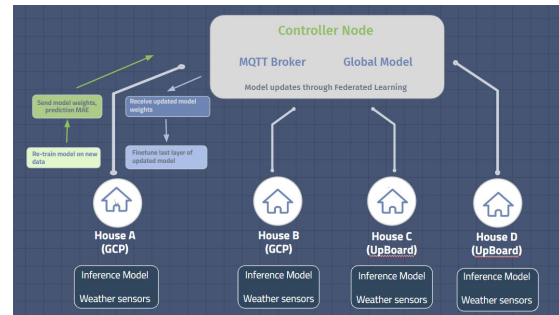 Controller Node
MQTT Broker
Global Model
Model updates through Federated Learning
Send model weights,
prediction MAE
Receive updated model
weights
Re-train model on new
data
Finetune last layer of
updated model
House A
(GCP)
House B
(GCP)
House C
(UpBoard)
House D
(UpBoard)
Inference Model
Weather sensors
Inference Model
Weather sensors
Inference Model
Weather sensors
Inference Model
Weather sensors